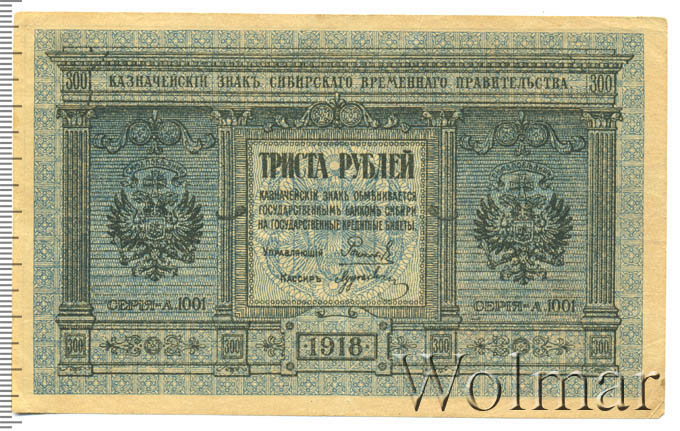 300 КАЗНАЧЕЙСКІЙ ЗНАКЪ СИБИРСКАГО ВРЕМЕННАГО ПРАВИТЕЛЬСТВА. 300
ТРИСТА РУБЛЕЙ
КАЗНАЧЕЙСКІЙ ЗНАКЪ ОБМѢНИВАЕТСЯ
ГОСУДАРСТВЕННЫМЪ БАНКОМЪ СИБИРИ
НА ГОСУДАРСТВЕННЫЕ КРЕДИТНЫЕ БИЛЕТЫ.
УПРАВЛЯЮЩІЙ
КАССИРЪ
СЕРІЯ-А.1001
СЕРІЯ-А.1001
300 300 1918 300 300
Wolmar